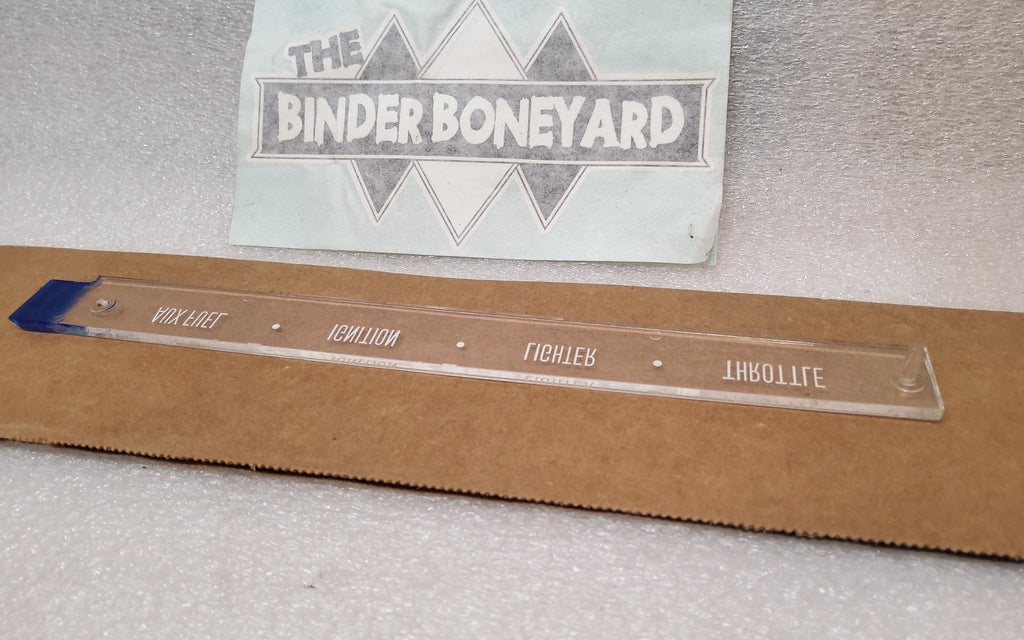 THE
BINDER BONEYARD
AUX FUEL
IGNITION
LIGHTER
THROTTLE